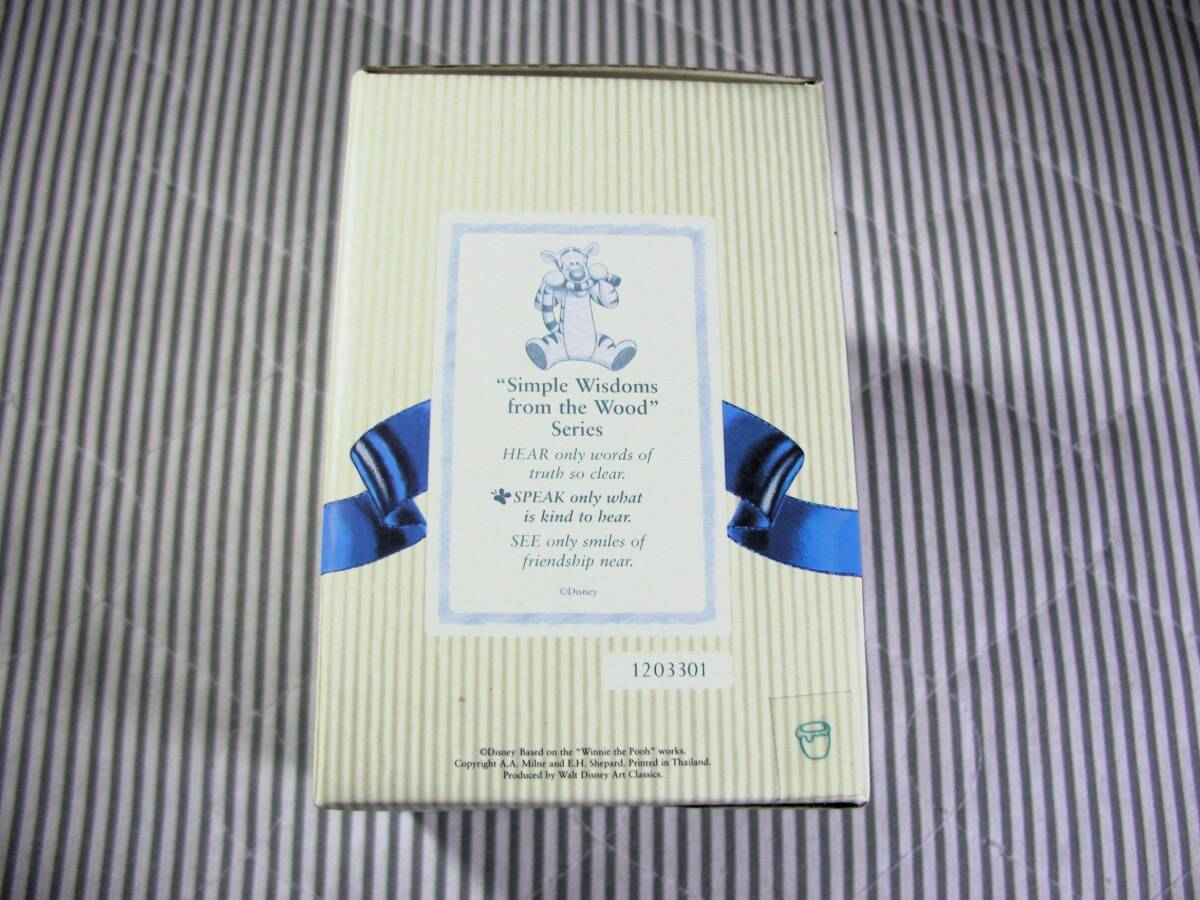 “Simple Wisdoms
from the Wood”
Series
HEAR only words of
truth so clear.
SPEAK only what
is kind to hear.
SEE only smiles of
friendship near.
©Disney
1203301
©Disney Based on the “Winnie the Pooh” works.
Copyright A.A. Milne and E.H. Shepard. Printed in Thailand.
Produced by Walt Disney Art Classics.